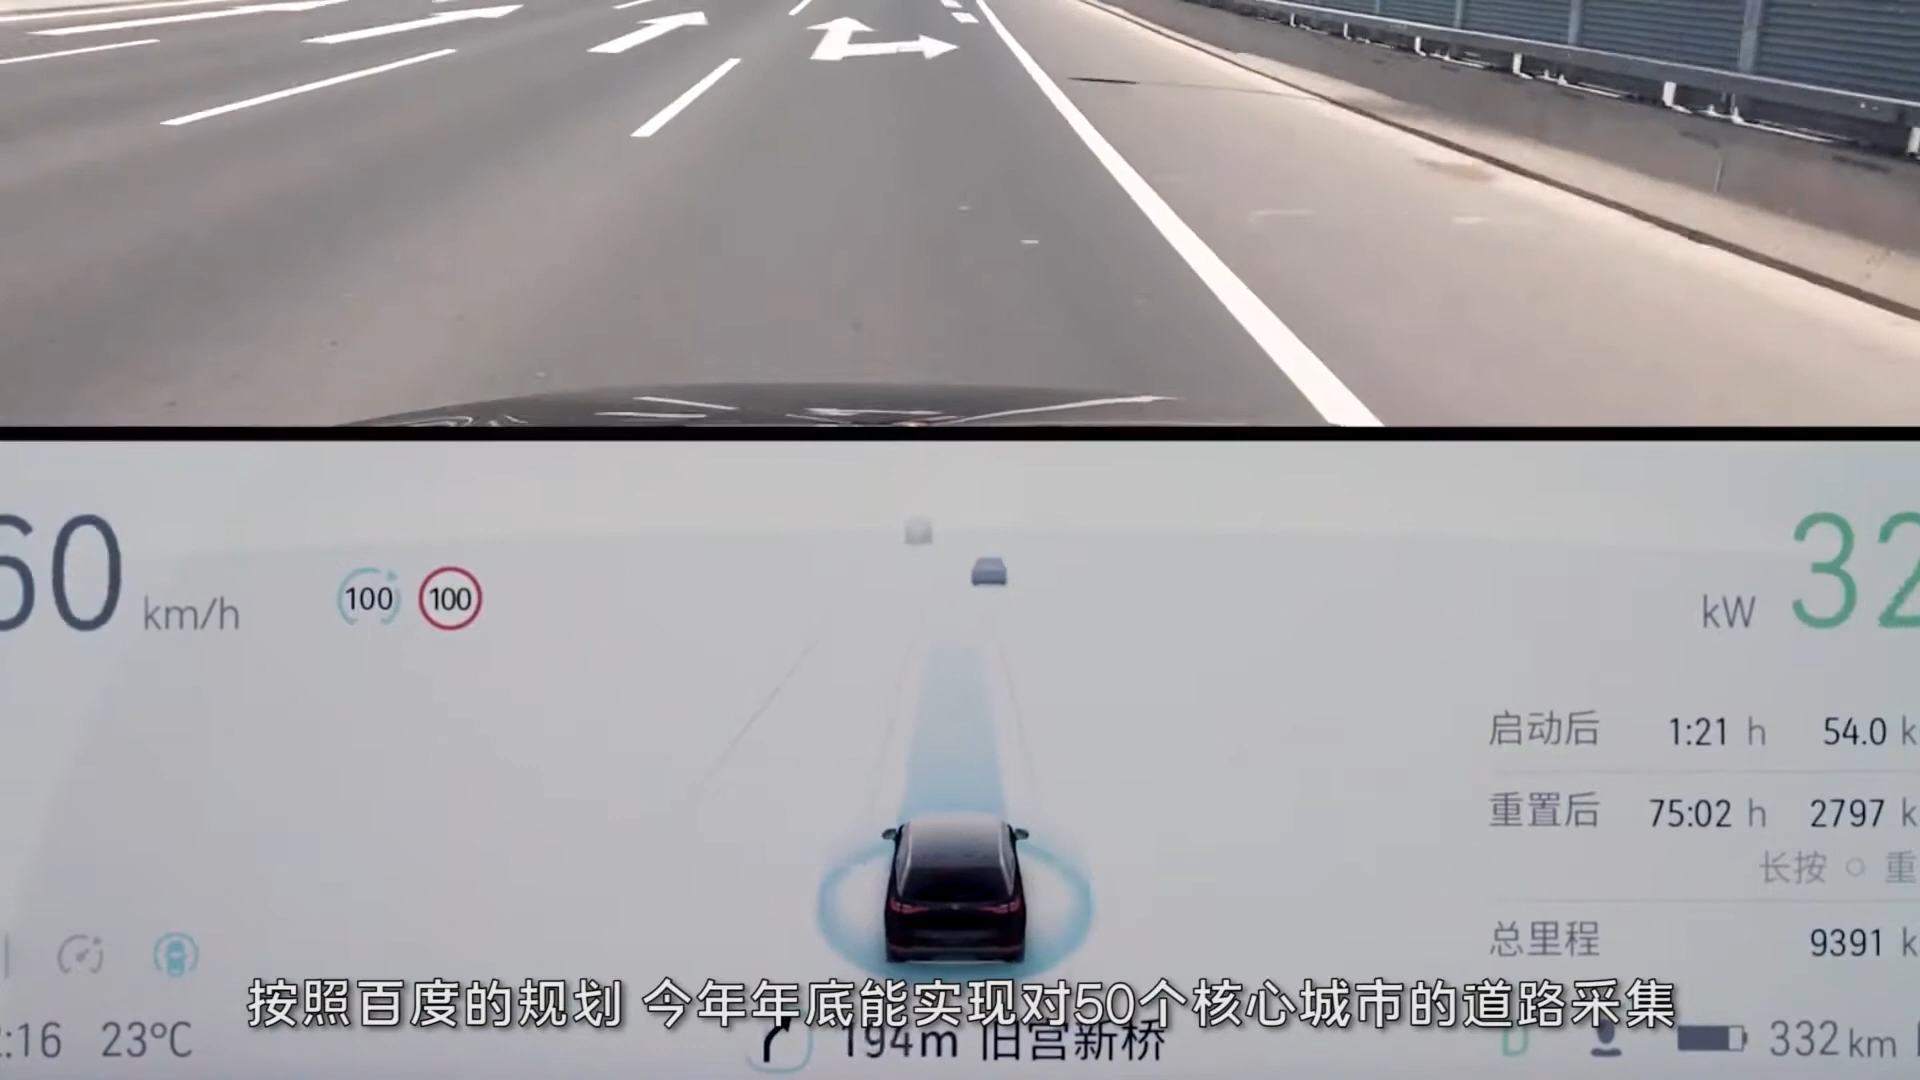 60 km/h
100
100
kW 32
启动后 1:21 h 54.0 k
重置后 75:02 h 2797 k
长按 ○ 重
总里程 9391 k
按照百度的规划 今年年底能实现对50个核心城市的道路采集
:16 23°C
194m 旧宫新桥
D
332 km